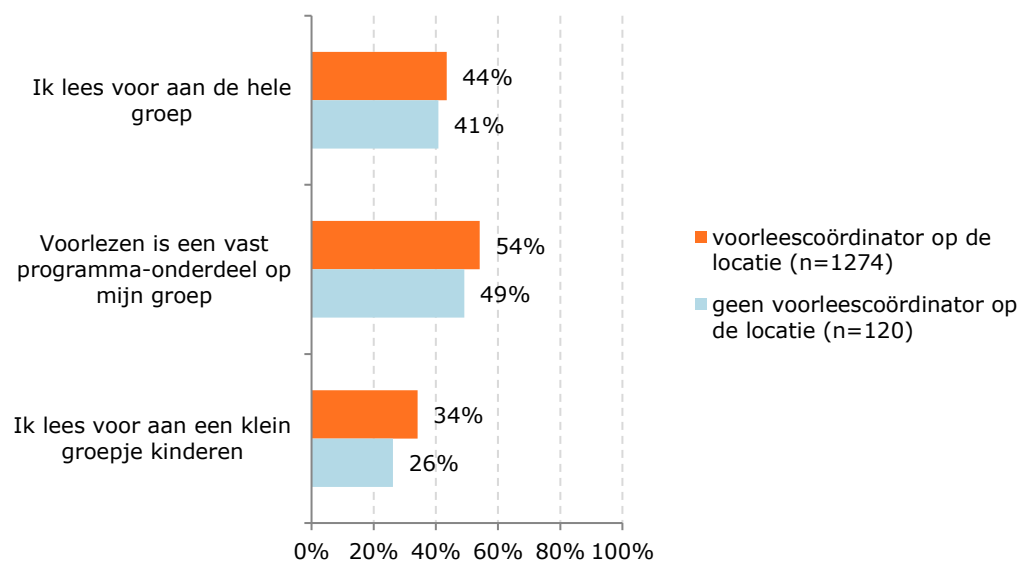 Ik lees voor aan de hele
groep
44%
41%
Voorlezen is een vast
programma-onderdeel op
mijn groep
54%
49%
Ik lees voor aan een klein
groepje kinderen
34%
26%
0% 20% 40% 60% 80% 100%
voorleescoördinator op de
locatie (n=1274)
geen voorleescoördinator op
de locatie (n=120)